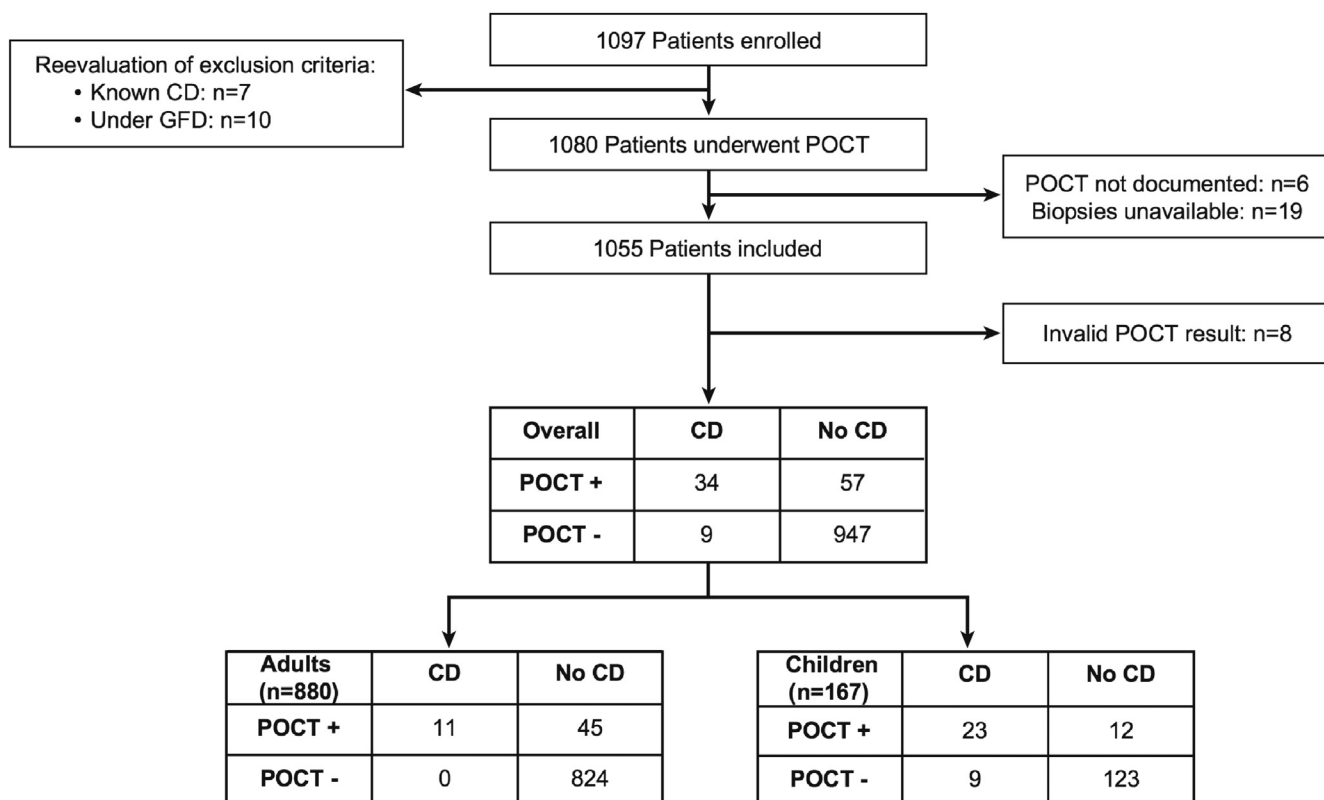 1097 Patients enrolled
Reevaluation of exclusion criteria:
• Known CD: n=7
• Under GFD: n=10
1080 Patients underwent POCT
POCT not documented: n=6
Biopsies unavailable: n=19
1055 Patients included
Invalid POCT result: n=8
Overall CD No CD
POCT + 34 57
POCT - 9 947
Adults
(n=880) CD No CD
POCT + 11 45
POCT - 0 824
Children
(n=167) CD No CD
POCT + 23 12
POCT - 9 123